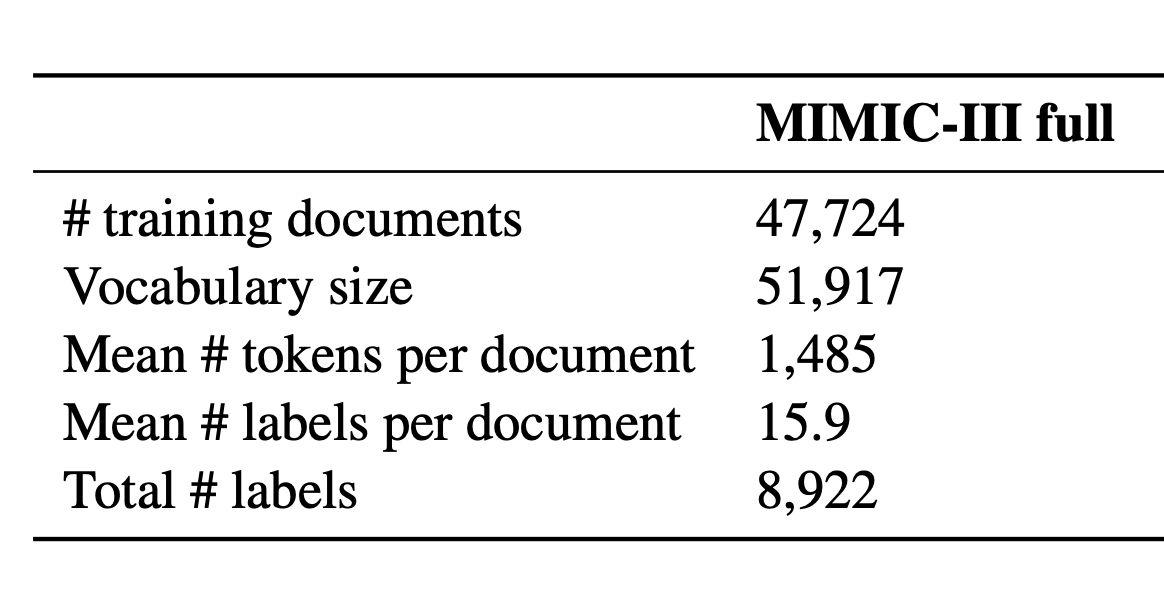 MIMIC-III full
# training documents 47,724
Vocabulary size 51,917
Mean # tokens per document 1,485
Mean # labels per document 15.9
Total # labels 8,922